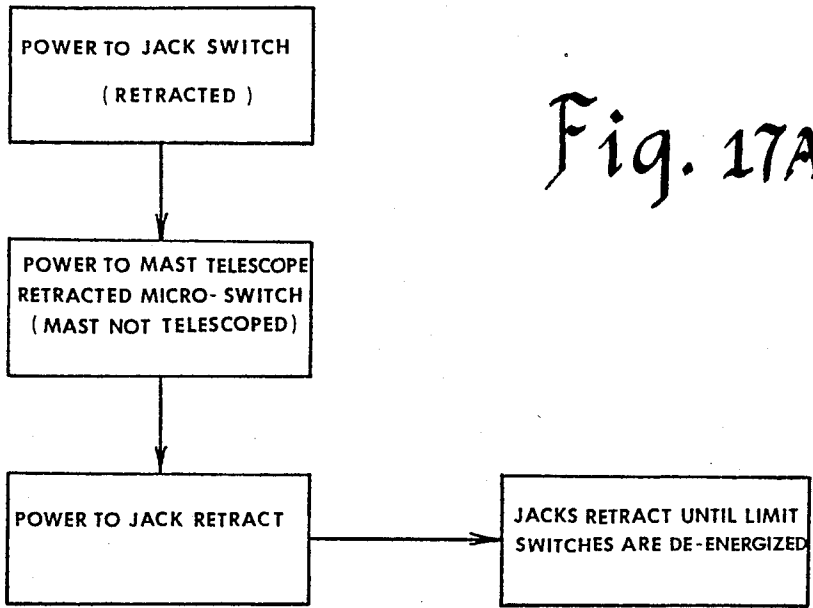 POWER TO JACK SWITCH
( RETRACTED )
Fig. 17A
POWER TO MAST TELESCOPE
RETRACTED MICRO- SWITCH
( MAST NOT TELESCOPED )
POWER TO JACK RETRACT
JACKS RETRACT UNTIL LIMIT
SWITCHES ARE DE-ENERGIZED